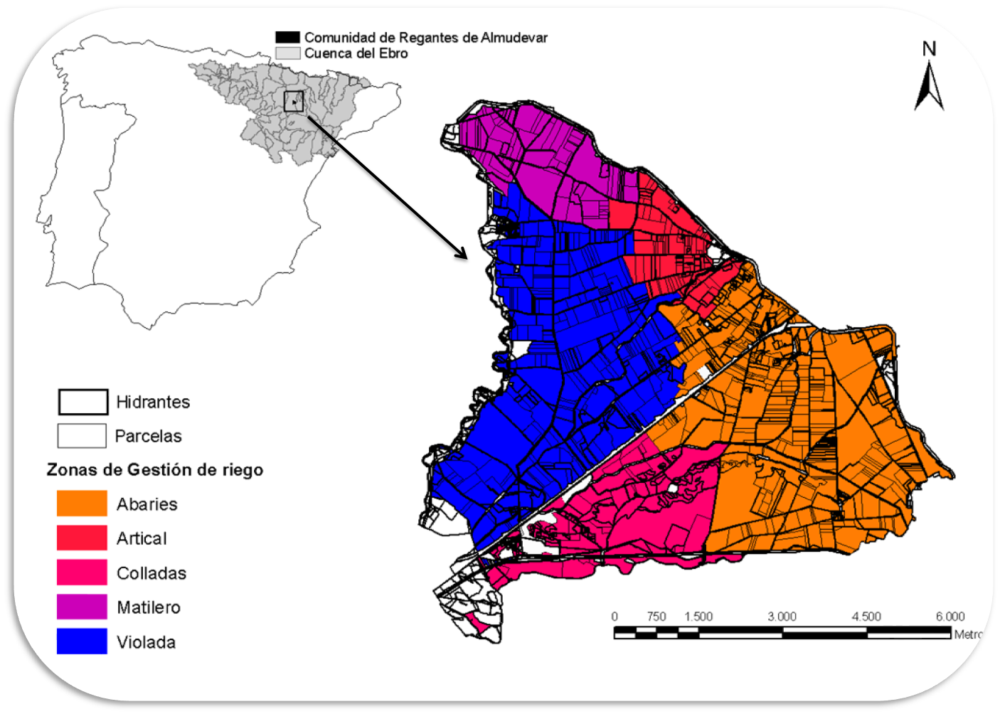 Comunidad de Regantes de Almudevar
Cuenca del Ebro
N
Hidrantes
Parcelas
Zonas de Gestión de riego
Abaries
Artical
Colladas
Matilero
Violada
0 750 1.500 3.000 4.500 6.000
Metro